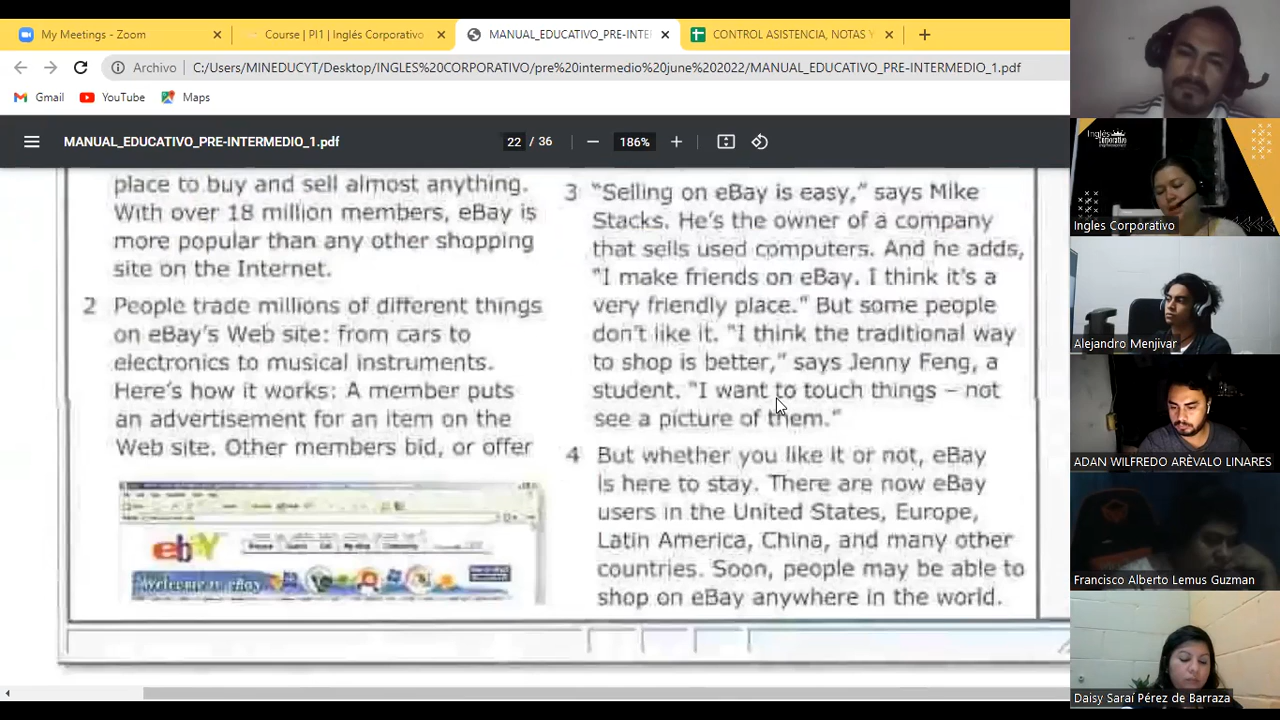 My Meetings - Zoom
Course | PI1 | Inglés Corporativo
MANUAL_EDUCATIVO_PRE-INTER
CONTROL ASISTENCIA, NOTAS Y
Archivo
C:/Users/MINEDUCYT/Desktop/INGLES%20CORPORATIVO/pre%20intermedio%20june%202022/MANUAL_EDUCATIVO_PRE-INTERMEDIO_1.pdf
Gmail
YouTube
Maps
MANUAL_EDUCATIVO_PRE-INTERMEDIO_1.pdf
22 / 36
186%
place to buy and sell almost anything.
With over 18 million members, eBay is
more popular than any other shopping
site on the Internet.
2 People trade millions of different things
on eBay's Web site: from cars to
electronics to musical instruments.
Here's how it works: A member puts
an advertisement for an item on the
Web site. Other members bid, or offer
ebY
Welcome to eBay
3 "Selling on eBay is easy," says Mike
Stacks. He's the owner of a company
that sells used computers. And he adds,
"I make friends on eBay. I think it's a
very friendly place." But some people
don't like it. "I think the traditional way
to shop is better," says Jenny Feng, a
student. "I want to touch things – not
see a picture of them."
4 But whether you like it or not, eBay
is here to stay. There are now eBay
users in the United States, Europe,
Latin America, China, and many other
countries. Soon, people may be able to
shop on eBay anywhere in the world.
Inglés
Corporativo
Ingles Corporativo
Alejandro Menjivar
ADAN WILFREDO ARÈVALO LINARES
Francisco Alberto Lemus Guzman
Daisy Saraí Pérez de Barraza